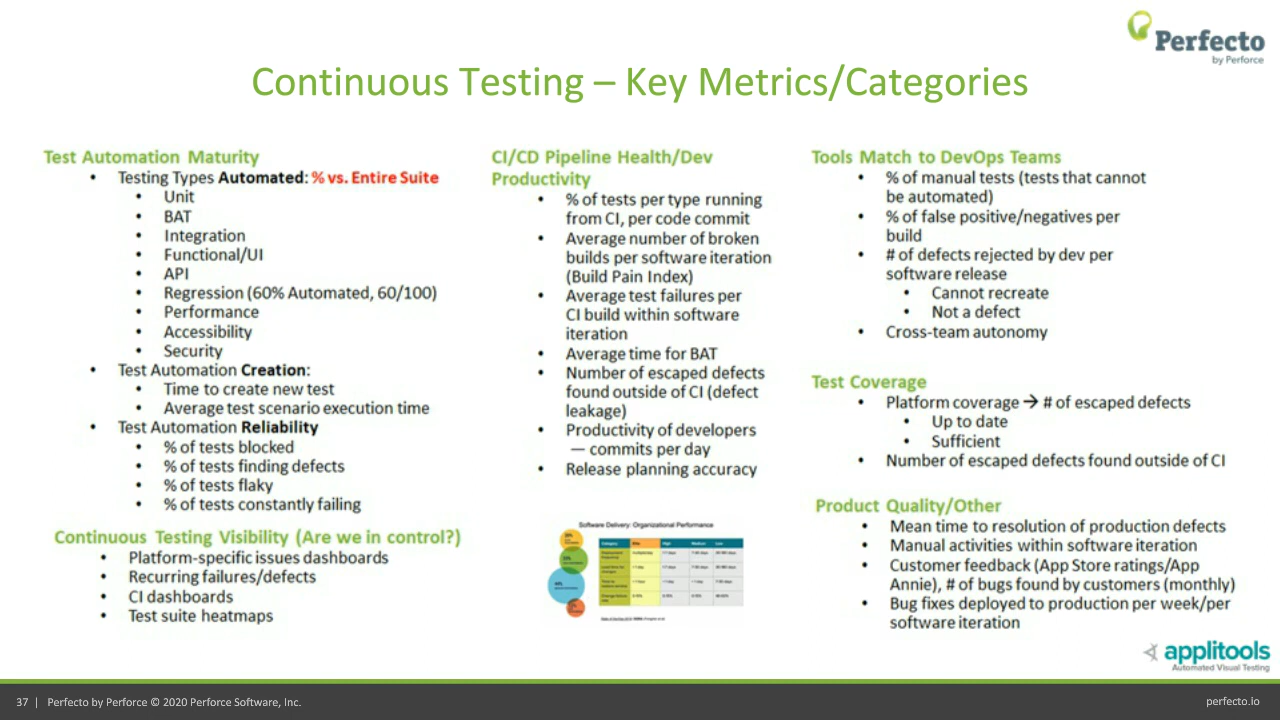 Perfecto
by Perforce
Continuous Testing – Key Metrics/Categories
Test Automation Maturity
• Testing Types Automated: % vs. Entire Suite
• Unit
• BAT
• Integration
• Functional/UI
• API
• Regression (60% Automated, 60/100)
• Performance
• Accessibility
• Security
• Test Automation Creation:
• Time to create new test
• Average test scenario execution time
• Test Automation Reliability
• % of tests blocked
• % of tests finding defects
• % of tests flaky
• % of tests constantly failing
Continuous Testing Visibility (Are we in control?)
• Platform-specific issues dashboards
• Recurring failures/defects
• CI dashboards
• Test suite heatmaps
CI/CD Pipeline Health/Dev
Productivity
• % of tests per type running
from CI, per code commit
• Average number of broken
builds per software iteration
(Build Pain Index)
• Average test failures per
CI build within software
iteration
• Average time for BAT
• Number of escaped defects
found outside of CI (defect
leakage)
• Productivity of developers
— commits per day
• Release planning accuracy
Software Delivery: Organizational Performance
Category Elite High Medium Low
Tools Match to DevOps Teams
• % of manual tests (tests that cannot
be automated)
• % of false positive/negatives per
build
• # of defects rejected by dev per
software release
• Cannot recreate
• Not a defect
• Cross-team autonomy
Test Coverage
• Platform coverage → # of escaped defects
• Up to date
• Sufficient
• Number of escaped defects found outside of CI
Product Quality/Other
• Mean time to resolution of production defects
• Manual activities within software iteration
• Customer feedback (App Store ratings/App
Annie), # of bugs found by customers (monthly)
• Bug fixes deployed to production per week/per
software iteration
applitools
Automated Visual Testing
37 | Perfecto by Perforce © 2020 Perforce Software, Inc.
perfecto.io